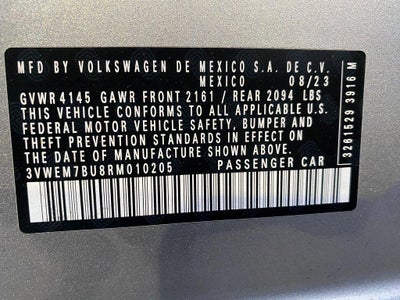 MFD BY VOLKSWAGEN DE MEXICO S.A. DE C.V.
MEXICO 08/23
GVWR 4145 GAWR FRONT 2161 / REAR 2094 LBS
THIS VEHICLE CONFORMS TO ALL APPLICABLE U.S.
FEDERAL MOTOR VEHICLE SAFETY, BUMPER AND
THEFT PREVENTION STANDARDS IN EFFECT ON THE
DATE OF MANUFACTURE SHOWN ABOVE.
3VWEM7BU8RM010205 PASSENGER CAR
3261529 3916 M